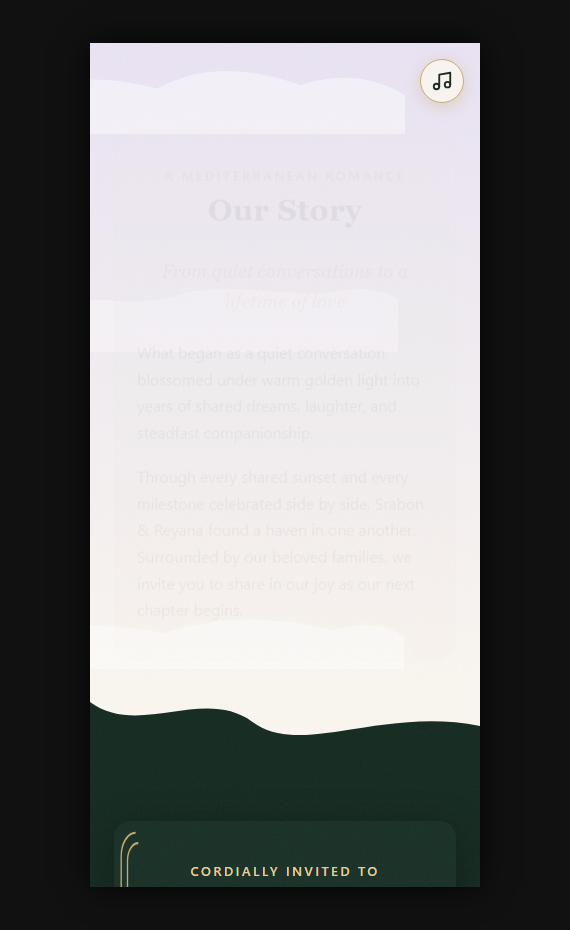 A MEDITERRANEAN ROMANCE
Our Story
From quiet conversations to a
lifetime of love
What began as a quiet conversation
blossomed under warm golden light into
years of shared dreams, laughter, and
steadfast companionship.
Through every shared sunset and every
milestone celebrated side by side, Srabon
& Reyana found a haven in one another.
Surrounded by our beloved families, we
invite you to share in our joy as our next
chapter begins.
CORDIALLY INVITED TO